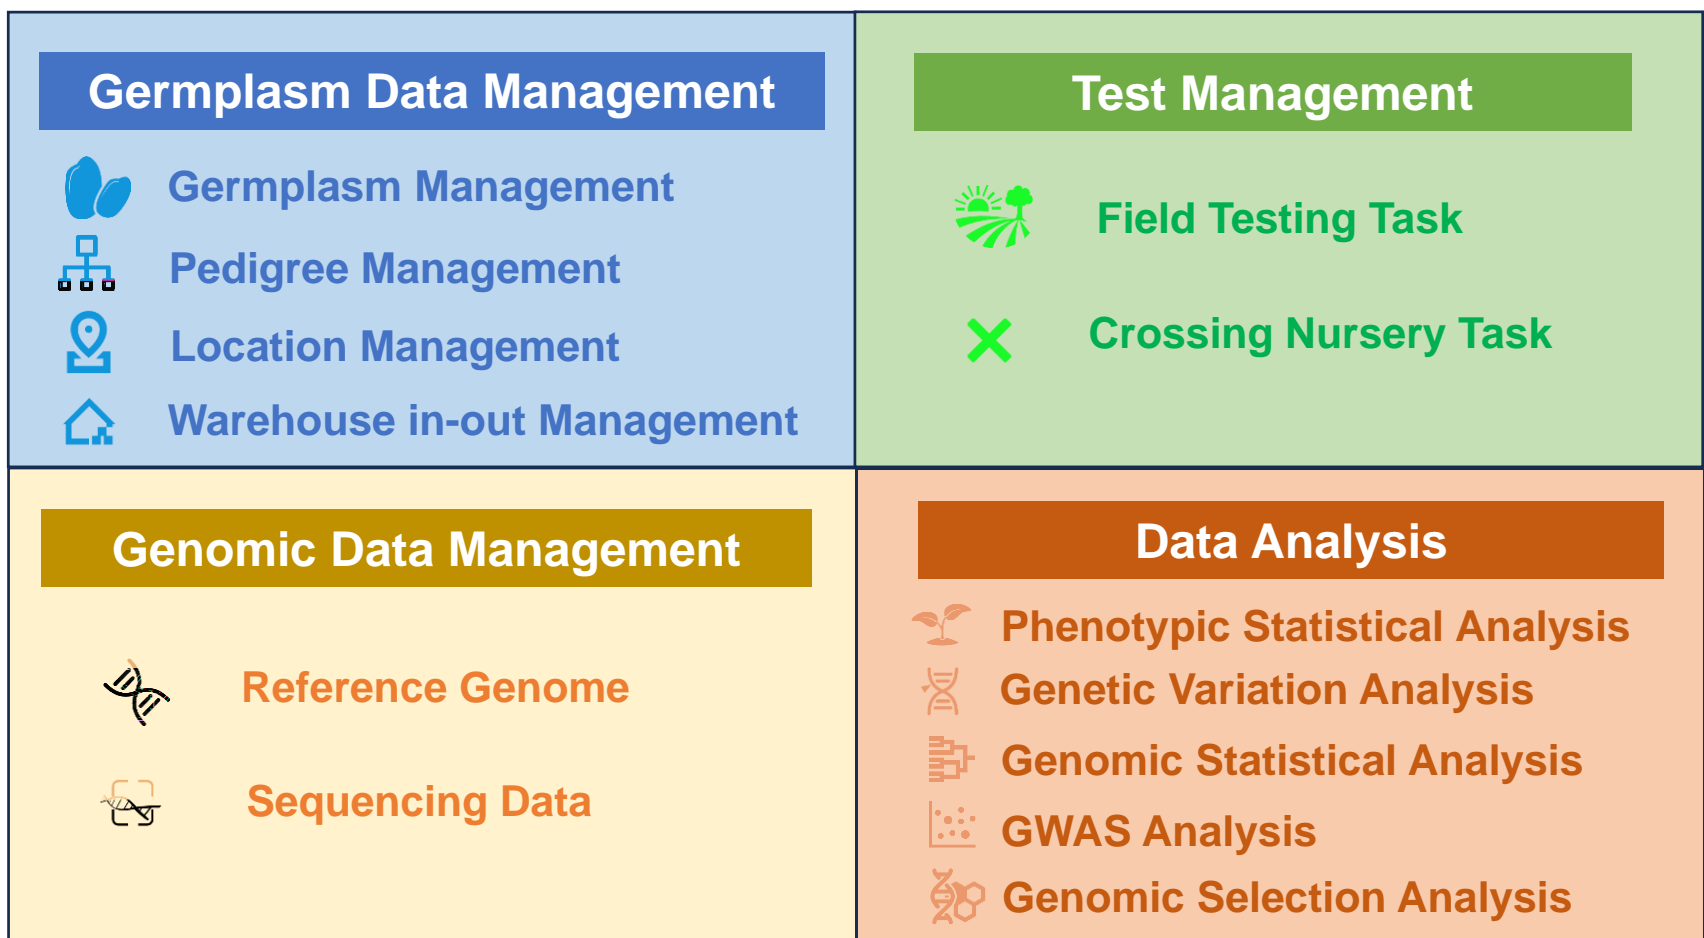 Germplasm Data Management
Germplasm Management
Pedigree Management
Location Management
Warehouse in-out Management
Test Management
Field Testing Task
Crossing Nursery Task
Genomic Data Management
Reference Genome
Sequencing Data
Data Analysis
Phenotypic Statistical Analysis
Genetic Variation Analysis
Genomic Statistical Analysis
GWAS Analysis
Genomic Selection Analysis